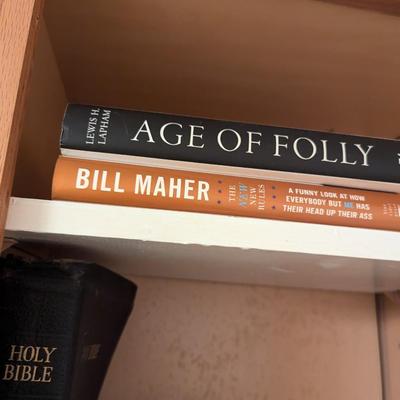 LEWIS H.
LAPHAM
AGE OF FOLLY
BILL MAHER
THE
NEW
NEW
RULES
A FUNNY LOOK AT HOW
EVERYBODY BUT ME HAS
THEIR HEAD UP THEIR ASS
HOLY
BIBLE